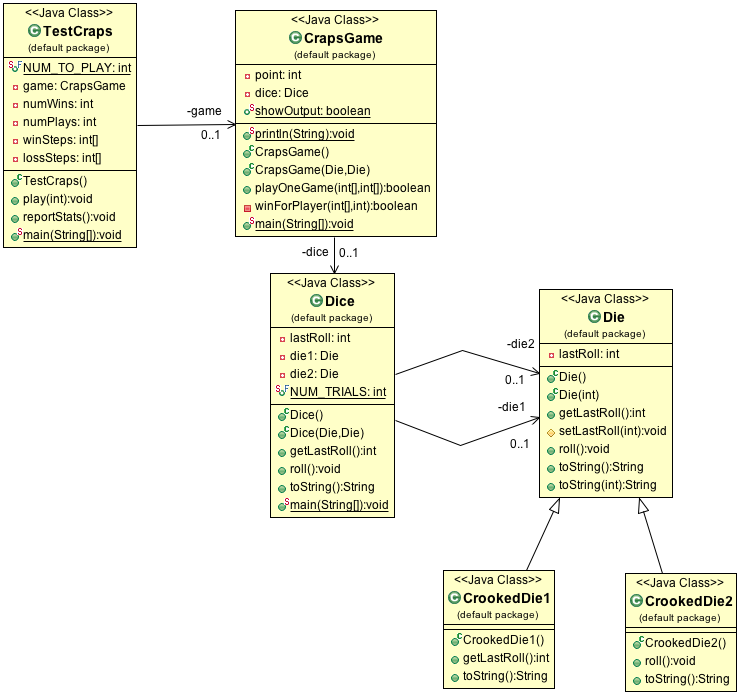 <<Java Class>>
TestCraps
(default package)
NUM_TO_PLAY: int
game: CrapsGame
numWins: int
numPlays: int
winSteps: int[]
lossSteps: int[]
TestCraps()
play(int):void
reportStats():void
main(String[]):void
-game
0..1
<<Java Class>>
CrapsGame
(default package)
point: int
dice: Dice
showOutput: boolean
println(String):void
CrapsGame()
CrapsGame(Die,Die)
playOneGame(int[],int[]):boolean
winForPlayer(int[],int):boolean
main(String[]):void
-dice
0..1
<<Java Class>>
Dice
(default package)
lastRoll: int
die1: Die
die2: Die
NUM_TRIALS: int
Dice()
Dice(Die,Die)
getLastRoll():int
roll():void
toString():String
main(String[]):void
-die2
0..1
-die1
0..1
<<Java Class>>
Die
(default package)
lastRoll: int
Die()
Die(int)
getLastRoll():int
setLastRoll(int):void
roll():void
toString():String
toString(int):String
<<Java Class>>
CrookedDie1
(default package)
CrookedDie1()
getLastRoll():int
toString():String
<<Java Class>>
CrookedDie2
(default package)
CrookedDie2()
roll():void
toString():String